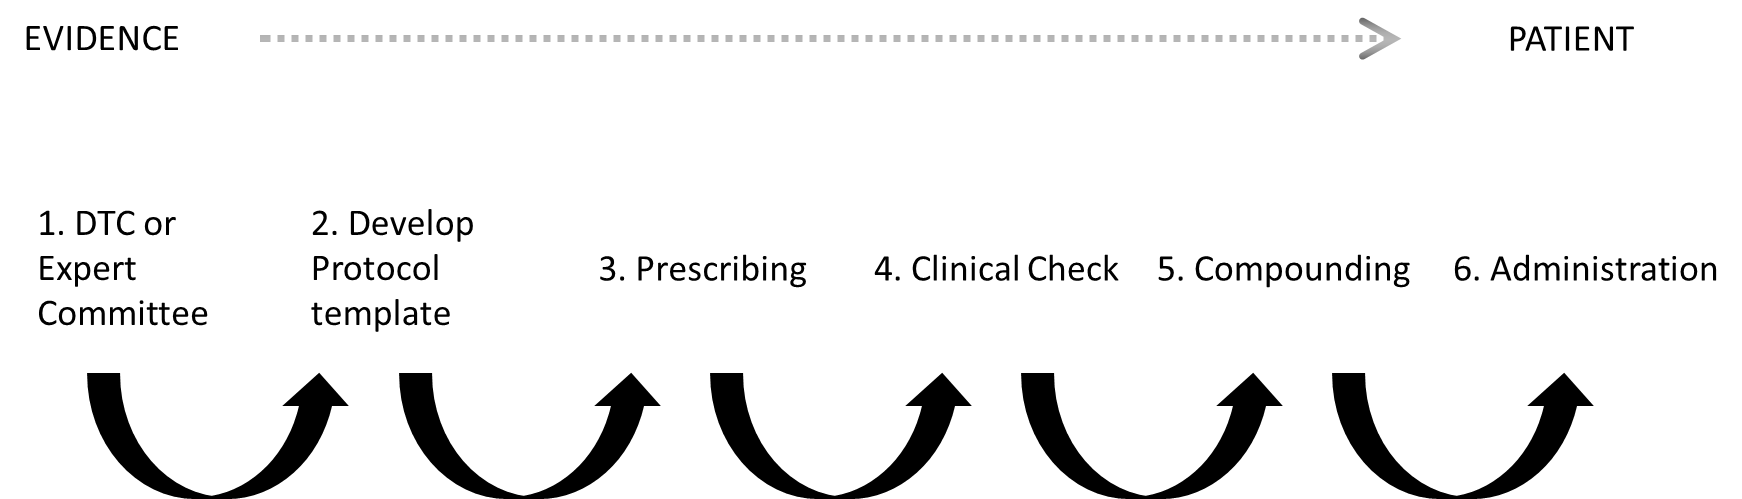 EVIDENCE
PATIENT
1. DTC or
Expert
Committee
2. Develop
Protocol
template
3. Prescribing
4. Clinical Check
5. Compounding
6. Administration